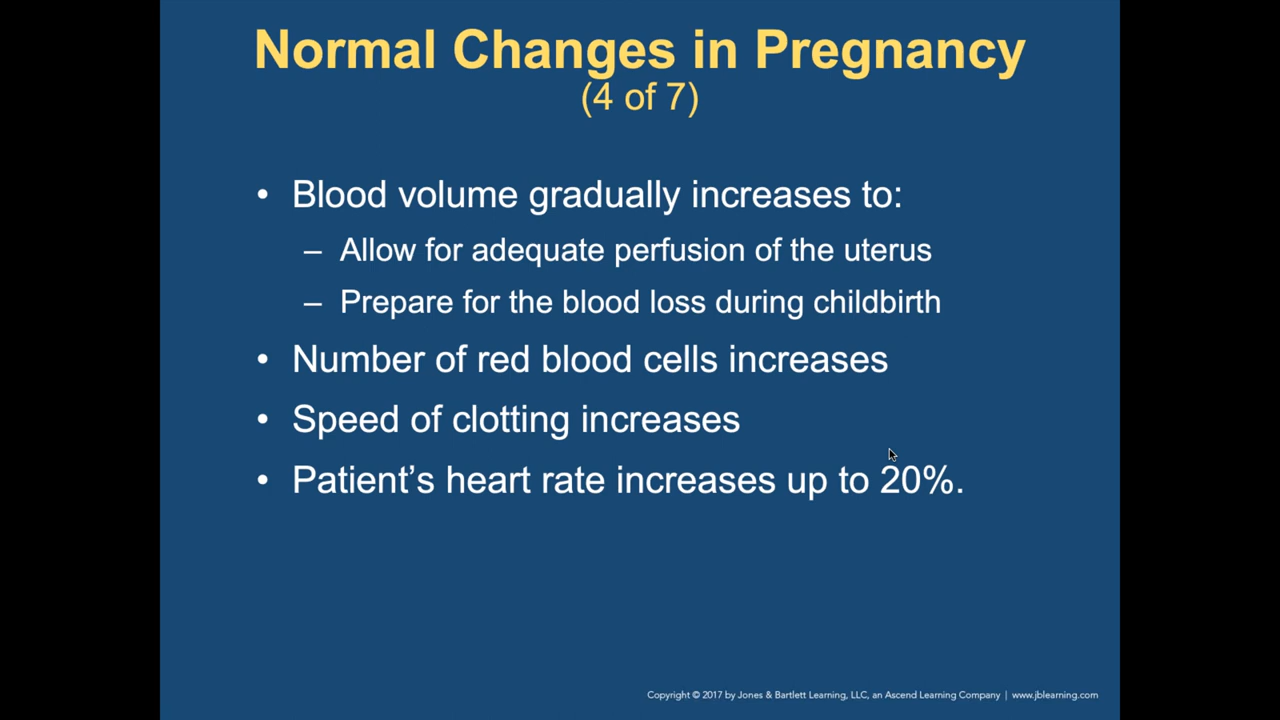 Normal Changes in Pregnancy
(4 of 7)
• Blood volume gradually increases to:
– Allow for adequate perfusion of the uterus
– Prepare for the blood loss during childbirth
• Number of red blood cells increases
• Speed of clotting increases
• Patient’s heart rate increases up to 20%.
Copyright © 2017 by Jones & Bartlett Learning, LLC, an Ascend Learning Company | www.jblearning.com